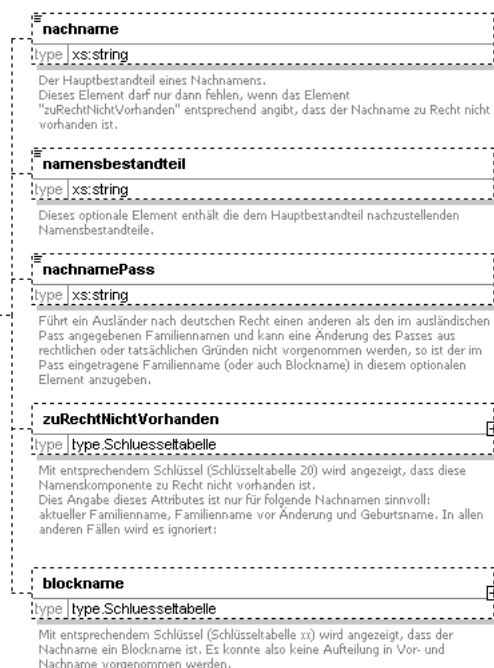 nachname
type xs:string
Der Hauptbestandteil eines Nachnamens.
Dieses Element darf nur dann fehlen, wenn das Element
"zuRechtNichtVorhanden" entsprechend angibt, dass der Nachname zu Recht nicht
vorhanden ist.
namensbestandteil
type xs:string
Dieses optionale Element enthält die dem Hauptbestandteil nachzustellenden
Namensbestandteile.
nachnamePass
type xs:string
Führt ein Ausländer nach deutschen Recht einen anderen als den im ausländischen
Pass angegebenen Familiennamen und kann eine Änderung des Passes aus
rechtlichen oder tatsächlichen Gründen nicht vorgenommen werden, so ist der im
Pass eingetragene Familienname (oder auch Blockname) in diesem optionalen
Element anzugeben.
zuRechtNichtVorhanden
type type.Schluesseltabelle
Mit entsprechendem Schlüssel (Schlüsseltabelle 20) wird angezeigt, dass diese
Namenskomponente zu Recht nicht vorhanden ist.
Dies Angabe dieses Attributes ist nur für folgende Nachnamen sinnvoll:
aktueller Familienname, Familienname vor Änderung und Geburtsname. In allen
anderen Fällen wird es ignoriert:
blockname
type type.Schluesseltabelle
Mit entsprechendem Schlüssel (Schlüsseltabelle xx) wird angezeigt, dass der
Nachname ein Blockname ist. Es konnte also keine Aufteilung in Vor- und
Nachname vorgenommen werden.